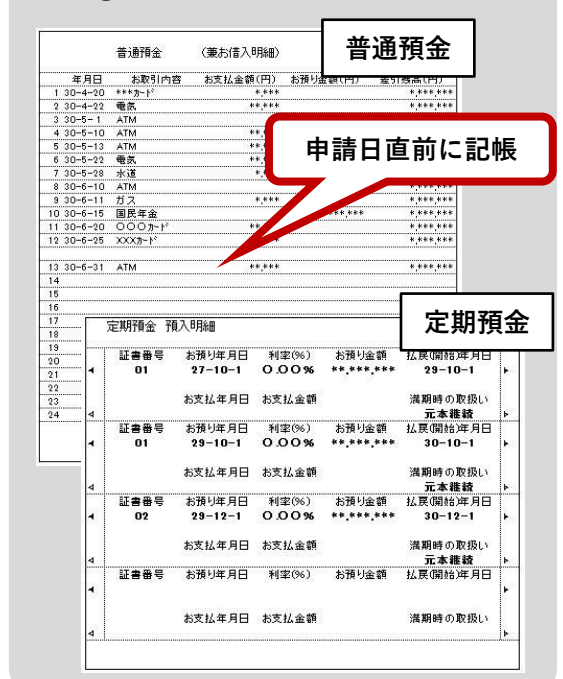 普通預金
普通預金 (兼お借入明細)
年月日 お取引内容 お支払金額(円) お預り金額(円) 差引残高(円)
1 30-4-20 ***カード *,*** *,***,***
2 30-4-22 電気 **,*** *,***,***
3 30-5-1 ATM
4 30-5-10 ATM
5 30-5-13 ATM
6 30-5-22 電気
7 30-5-28 水道
申請日直前に記帳
8 30-6-10 ATM *,***,***
9 30-6-11 ガス *,*** *,***,***
10 30-6-15 国民年金 ***,*** *,***,***
11 30-6-20 〇〇〇カード *,***,***
12 30-6-25 XXXカード *,***,***
13 30-6-31 ATM **,*** *,***,***
14
15
16
17
18
19
20
21
22
23
24
定期預金
定期預金 預入明細
証書番号 お預り年月日 利率(%) お預り金額 払戻(開始)年月日
01 27-10-1 0.00% **,***,*** 29-10-1
お支払年月日 お支払金額 満期時の取扱い
元本継続
証書番号 お預り年月日 利率(%) お預り金額 払戻(開始)年月日
01 29-10-1 0.00% **,***,*** 30-10-1
お支払年月日 お支払金額 満期時の取扱い
元本継続
証書番号 お預り年月日 利率(%) お預り金額 払戻(開始)年月日
02 29-12-1 0.00% **,***,*** 30-12-1
お支払年月日 お支払金額 満期時の取扱い
元本継続
証書番号 お預り年月日 利率(%) お預り金額 払戻(開始)年月日
お支払年月日 お支払金額 満期時の取扱い